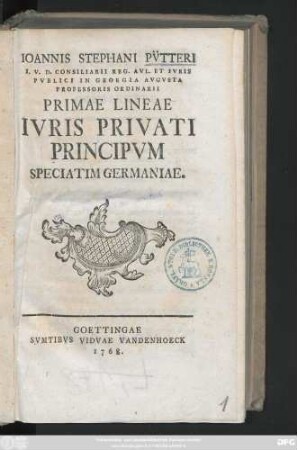 IOANNIS STEPHANI PÜTTERI
I. V. D. CONSILIARII REG. AVL. ET IVRIS
PVBLICI IN GEORGIA AVGVSTA
PROFESSORIS ORDINARII
PRIMAE LINEAE
IVRIS PRIVATI
PRINCIPVM
SPECIATIM GERMANIAE.
GOETTINGAE
SVMTIBVS VIDVAE VANDENHOECK
1768.
1
DFG